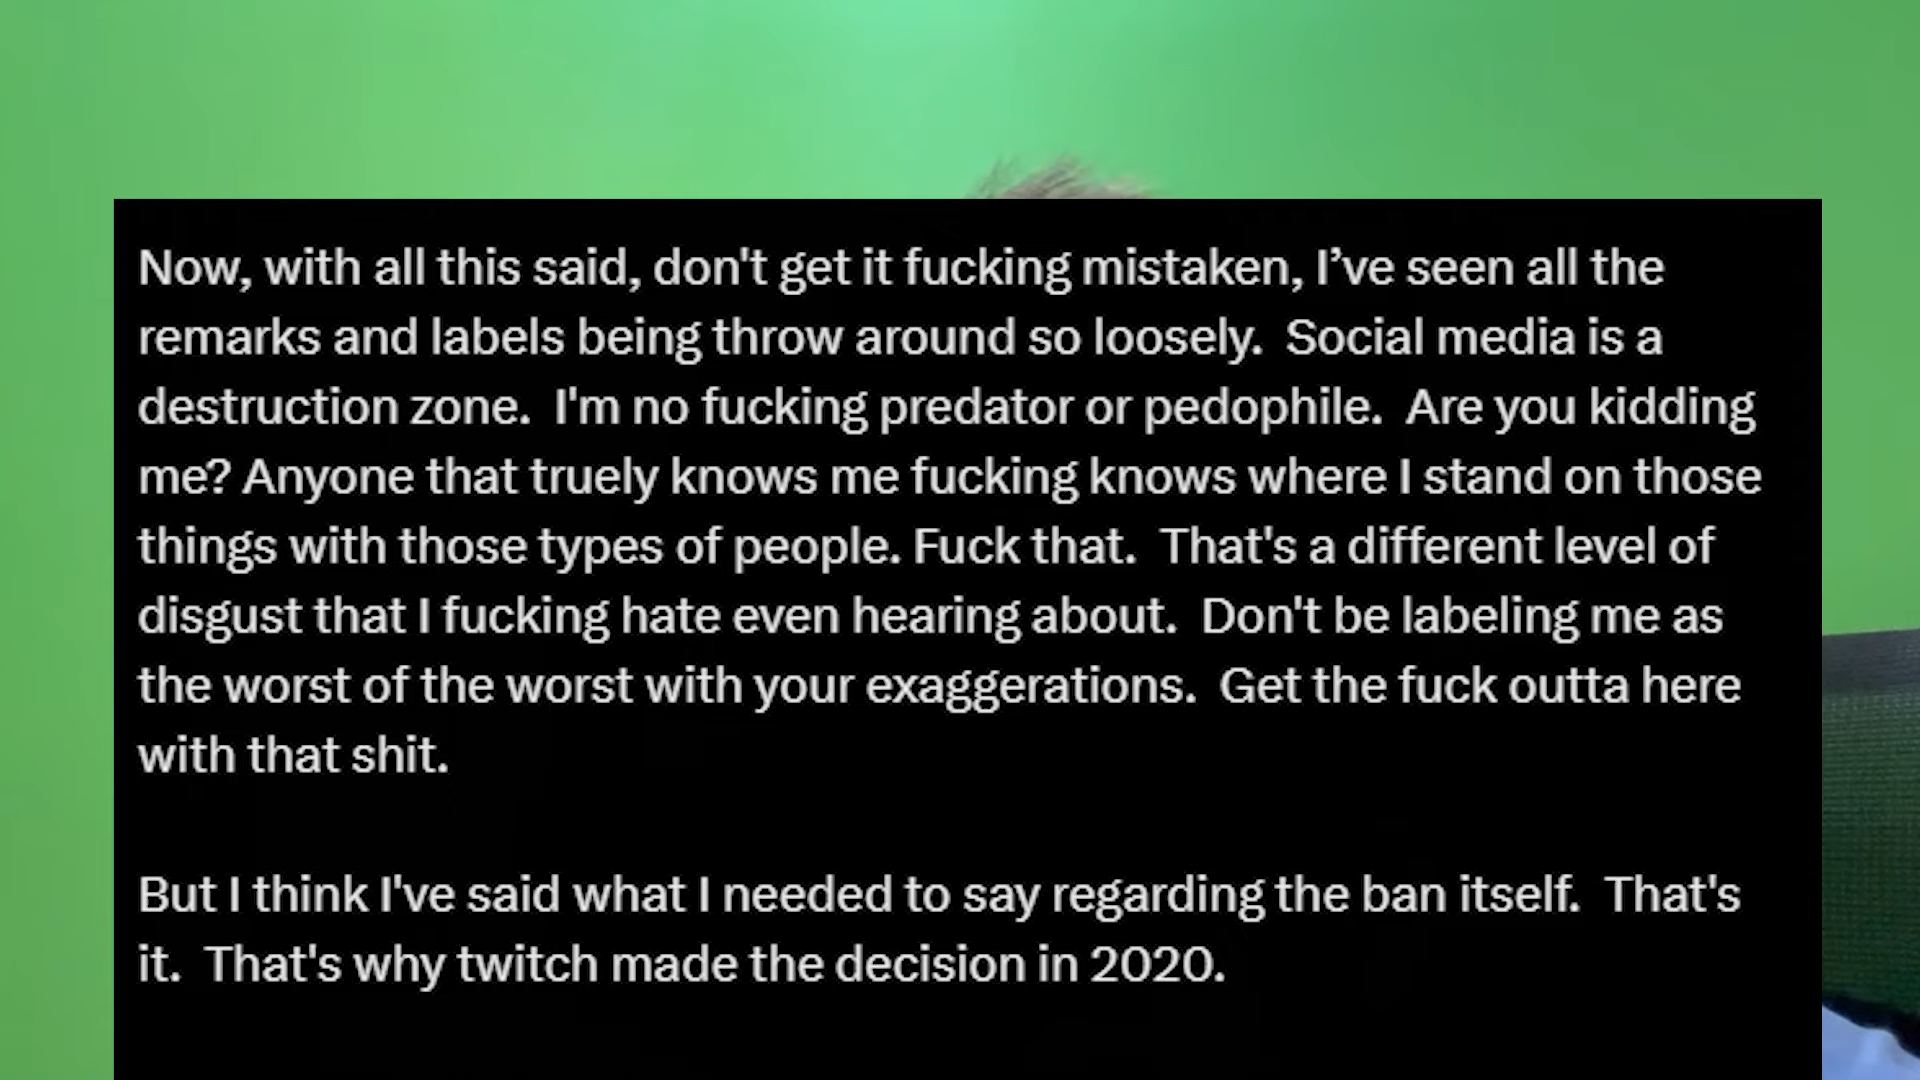 Now, with all this said, don't get it fucking mistaken, I’ve seen all the
remarks and labels being throw around so loosely.  Social media is a
destruction zone.  I'm no fucking predator or pedophile.  Are you kidding
me? Anyone that truely knows me fucking knows where I stand on those
things with those types of people. Fuck that.  That's a different level of
disgust that I fucking hate even hearing about.  Don't be labeling me as
the worst of the worst with your exaggerations.  Get the fuck outta here
with that shit.
But I think I've said what I needed to say regarding the ban itself.  That's
it.  That's why twitch made the decision in 2020.